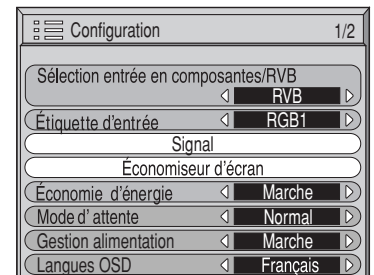 Configuration 1/2
Sélection entrée en composantes/RVB
RVB
Étiquette d'entrée RGB1
Signal
Économiseur d'écran
Économie d'énergie Marche
Mode d'attente Normal
Gestion alimentation Marche
Langues OSD Français